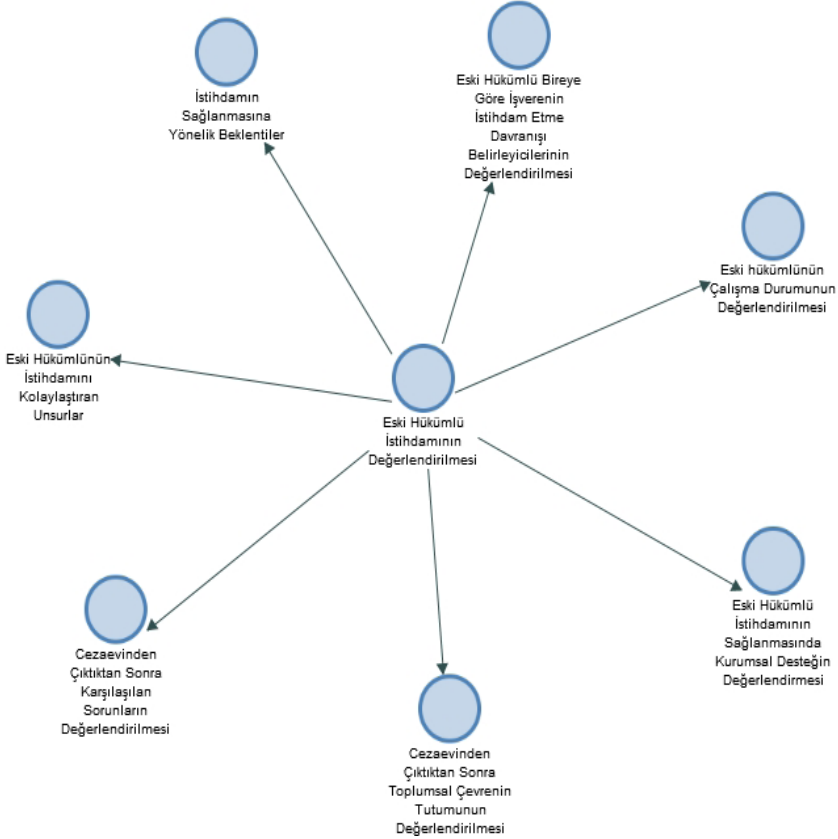 İstihdamın
Sağlanmasına
Yönelik Beklentiler
Eski Hükümlü Bireye
Göre İşverenin
İstihdam Etme
Davranışı
Belirleyicilerinin
Değerlendirilmesi
Eski hükümlünün
Çalışma Durumunun
Değerlendirilmesi
Eski Hükümlünün
İstihdamını
Kolaylaştıran
Unsurlar
Eski Hükümlü
İstihdamının
Değerlendirilmesi
Eski Hükümlü
İstihdamının
Sağlanmasında
Kurumsal Desteğin
Değerlendirmesi
Cezaevinden
Çıktıktan Sonra
Karşılaşılan
Sorunların
Değerlendirilmesi
Cezaevinden
Çıktıktan Sonra
Toplumsal Çevrenin
Tutumunun
Değerlendirilmesi